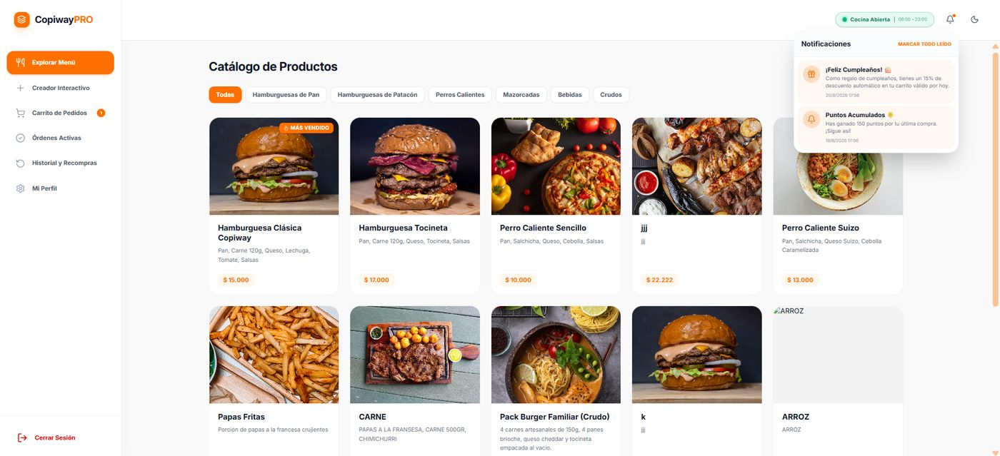 CopiwayPRO
Cocina Abierta | 06:00 – 23:00
Explorar Menú
Creador Interactivo
Carrito de Pedidos 1
Órdenes Activas
Historial y Recompras
Mi Perfil
Cerrar Sesión
Notificaciones MARCAR TODO LEÍDO
¡Feliz Cumpleaños! 🎂
Como regalo de cumpleaños, tienes un 15% de
descuento automático en tu carrito válido por hoy.
20/8/2026 17:56
Puntos Acumulados 🌟
Has ganado 150 puntos por tu última compra.
¡Sigue así!
19/8/2026 17:56
Catálogo de Productos
Todas Hamburguesas de Pan Hamburguesas de Patacón Perros Calientes Mazorcadas Bebidas Crudos
MÁS VENDIDO
Hamburguesa Clásica
Copiway
Pan, Carne 120g, Queso, Lechuga,
Tomate, Salsas
$ 15.000
Hamburguesa Tocineta
Pan, Carne 120g, Queso, Tocineta, Salsas
$ 17.000
Perro Caliente Sencillo
Pan, Salchicha, Queso, Cebolla, Salsas
$ 10.000
jjj
jjj
$ 22.222
Perro Caliente Suizo
Pan, Salchicha, Queso Suizo, Cebolla
Caramelizada
$ 13.000
Papas Fritas
Porción de papas a la francesa crujientes
CARNE
PAPAS A LA FRANSESA, CARNE 500GR,
CHIMICHURRI
Pack Burger Familiar (Crudo)
4 carnes artesanales de 150g, 4 panes
brioche, queso cheddar y tocineta
empacada al vacío.
k
jjj
ARROZ
ARROZ
ARROZ